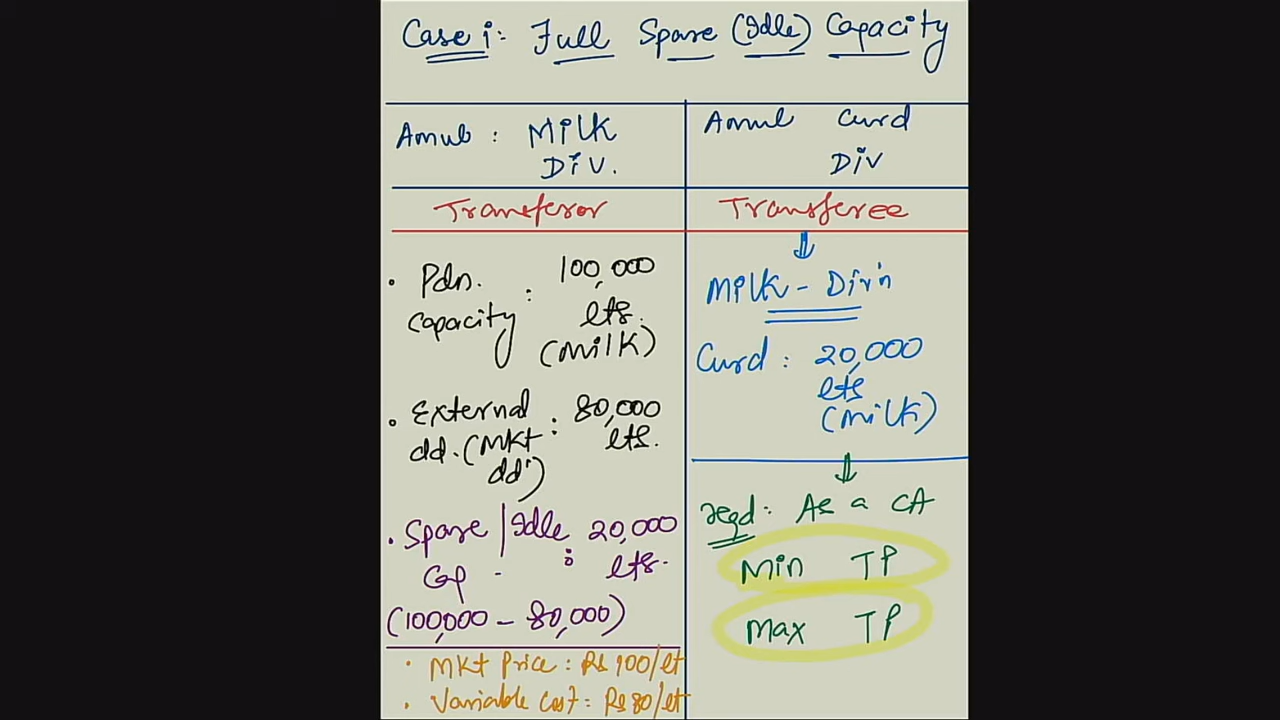 Case i: Full Spare (Idle) Capacity
Amul : Milk
Div.
Amul Curd
Div
Transferor
Transferee
• Pdn. : 100,000
capacity lts.
(Milk)
• External : 80,000
dd. (Mkt lts.
dd)
• Spare / Idle : 20,000
Cap - lts.
(100,000 - 80,000)
• Mkt Price : Rs 100/lt
• Variable Cost : Rs 80/lt
Milk - Div'n
Curd : 20,000
lts
(Milk)
reqd : As a CA
Min TP
Max TP